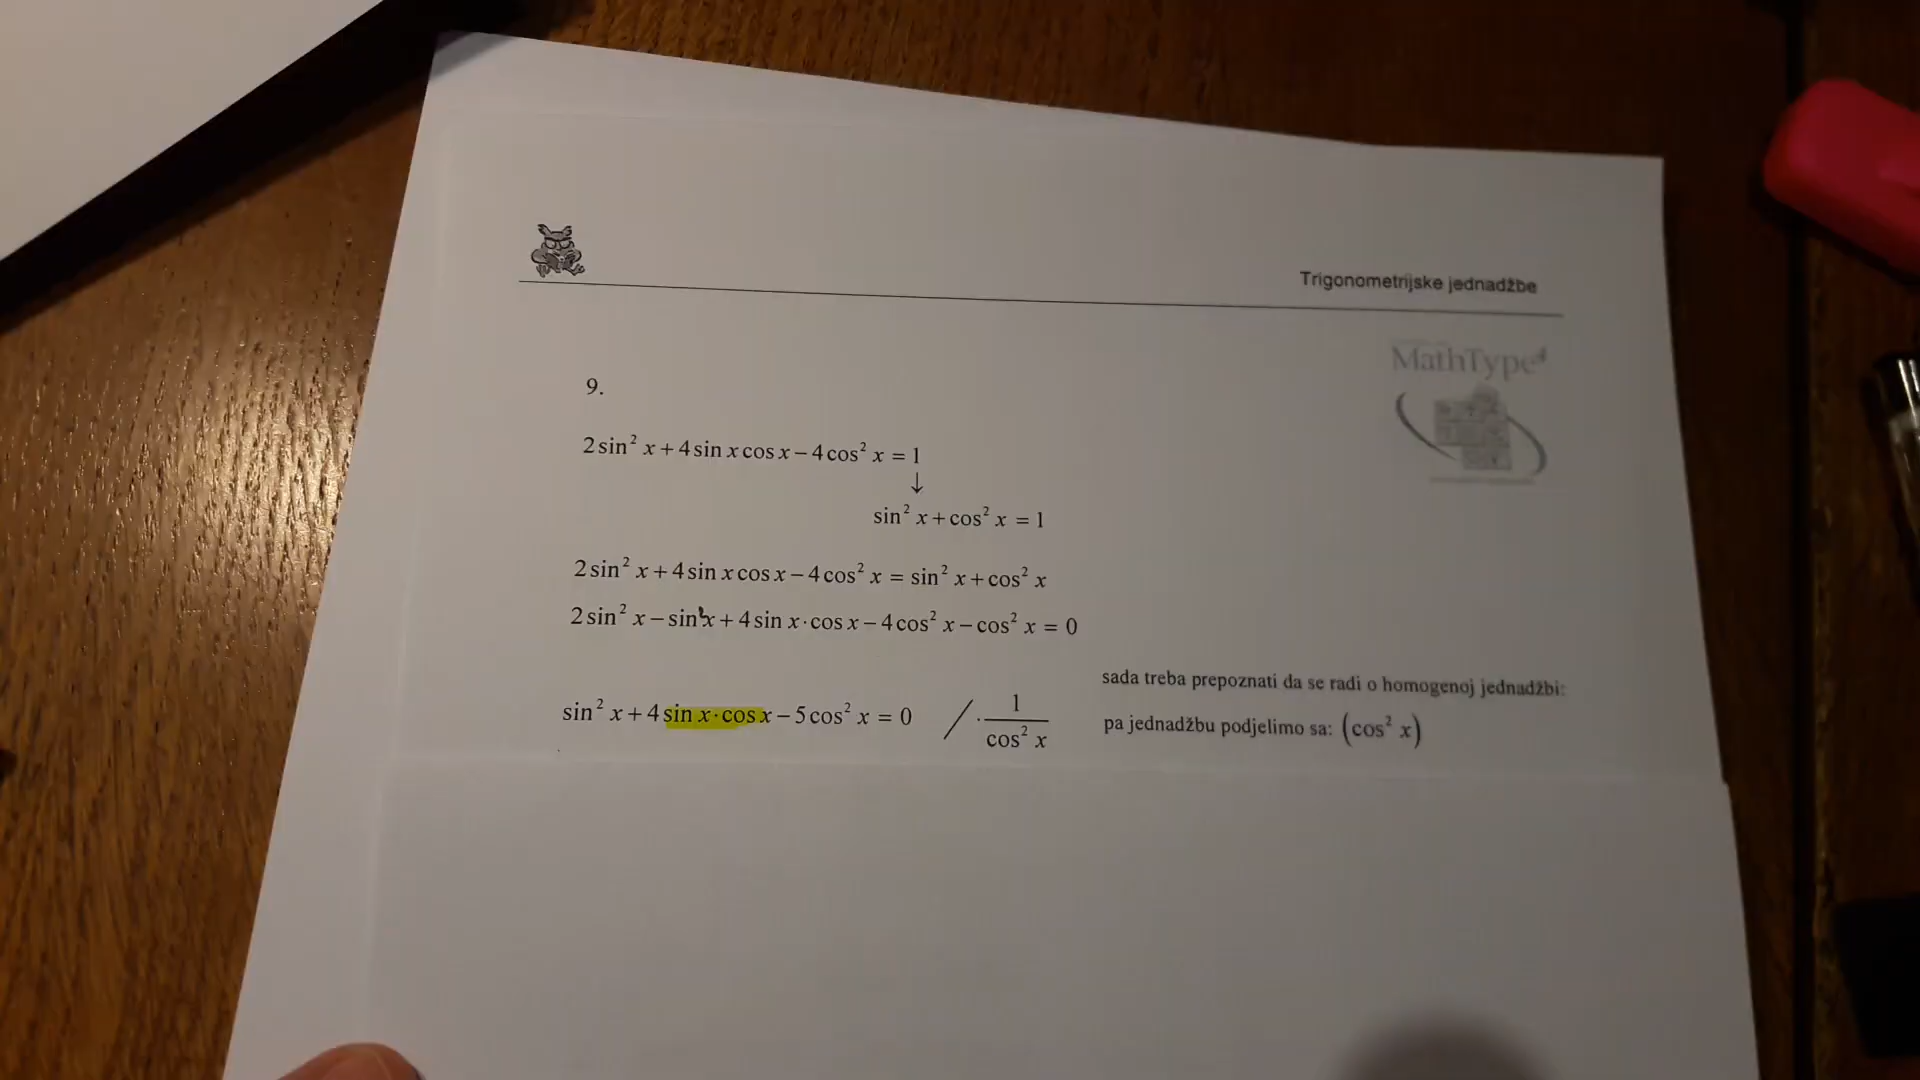 Trigonometrijske jednadžbe
MathType⁴
9.
2 sin² x + 4 sin x cos x − 4 cos² x = 1
↓
sin² x + cos² x = 1
2 sin² x + 4 sin x cos x − 4 cos² x = sin² x + cos² x
2 sin² x − sin² x + 4 sin x · cos x − 4 cos² x − cos² x = 0
sada treba prepoznati da se radi o homogenoj jednadžbi:
sin² x + 4 sin x · cos x − 5 cos² x = 0 / · 1/cos² x
pa jednadžbu podjelimo sa: (cos² x)